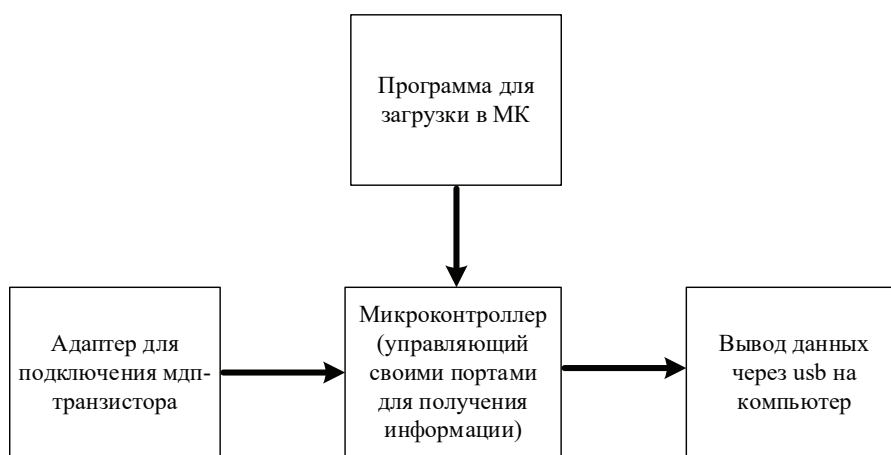 Программа для
загрузки в МК
Адаптер для
подключения мдп-
транзистора
Микроконтроллер
(управляющий
своими портами
для получения
информации)
Вывод данных
через usb на
компьютер